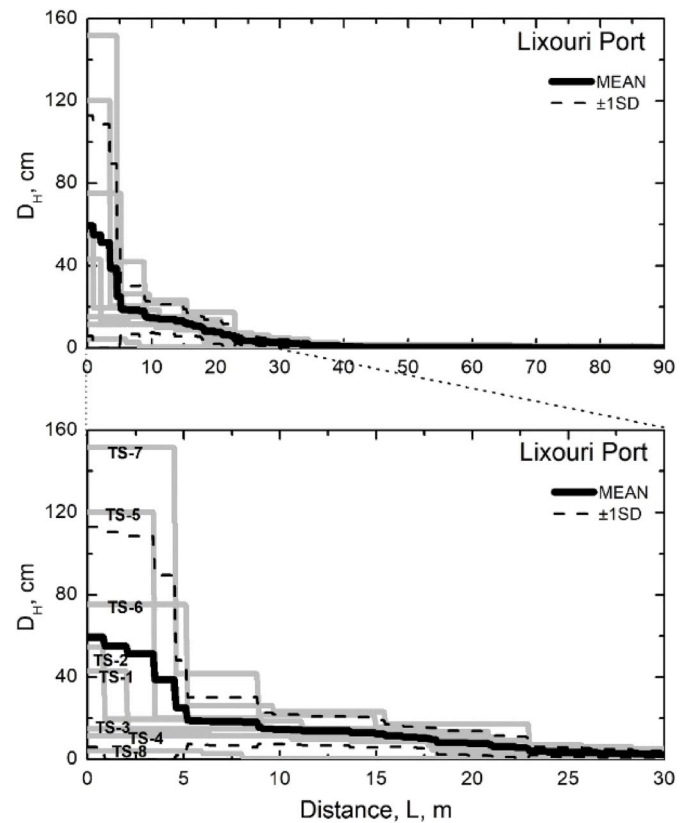 Lixouri Port
MEAN
±1SD
160
120
80
40
0
D_H, cm
0 10 20 30 40 50 60 70 80 90
Lixouri Port
MEAN
±1SD
160
120
80
40
0
D_H, cm
TS-7
TS-5
TS-6
TS-2
TS-1
TS-3
TS-4
TS-8
0 5 10 15 20 25 30
Distance, L, m